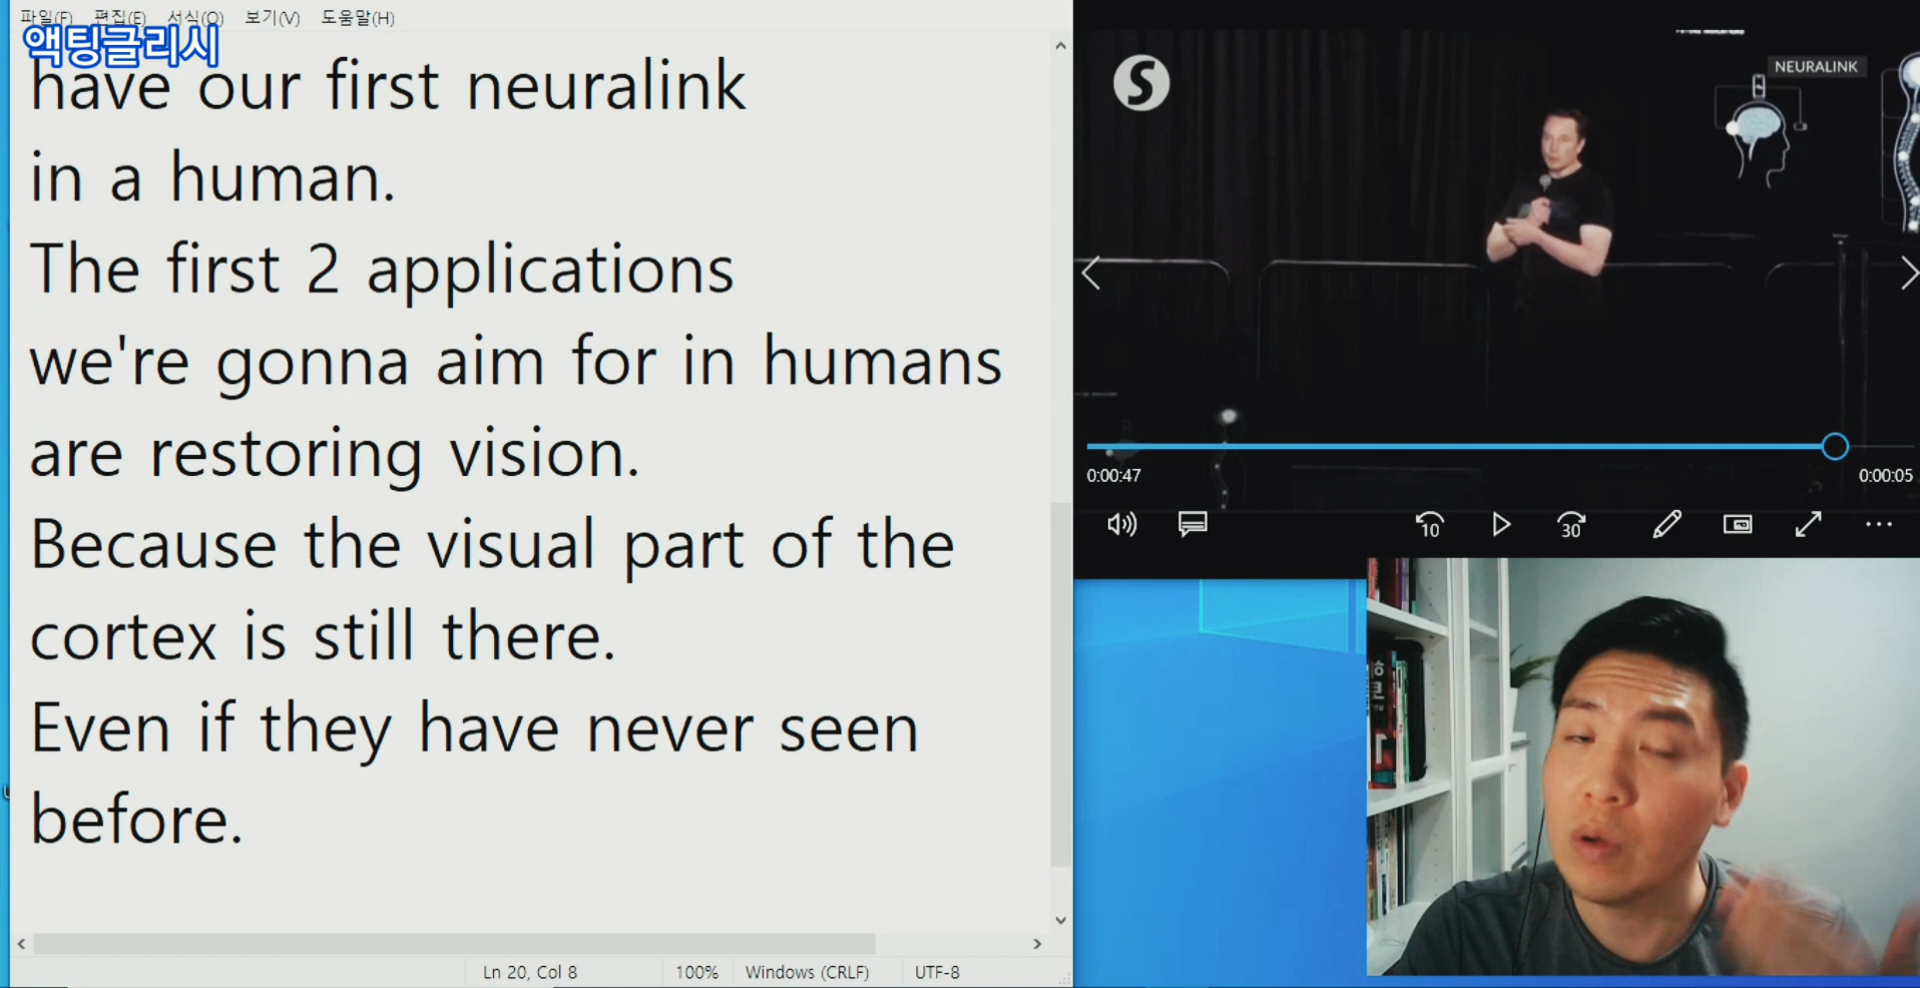 파일(F) 편집(E) 서식(O) 보기(V) 도움말(H)
액팅글리시
have our first neuralink
in a human.
The first 2 applications
we're gonna aim for in humans
are restoring vision.
Because the visual part of the
cortex is still there.
Even if they have never seen
before.
Ln 20, Col 8 100% Windows (CRLF) UTF-8
S
NEURALINK
0:00:47 0:00:05
10 30